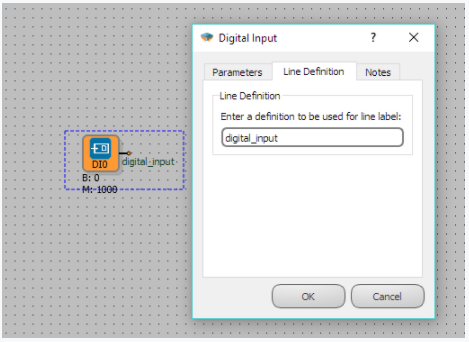 Digital Input ? ×
Parameters Line Definition Notes
Line Definition
Enter a definition to be used for line label:
digital_input
DI0
digital_input
B: 0
M: 1000
OK Cancel